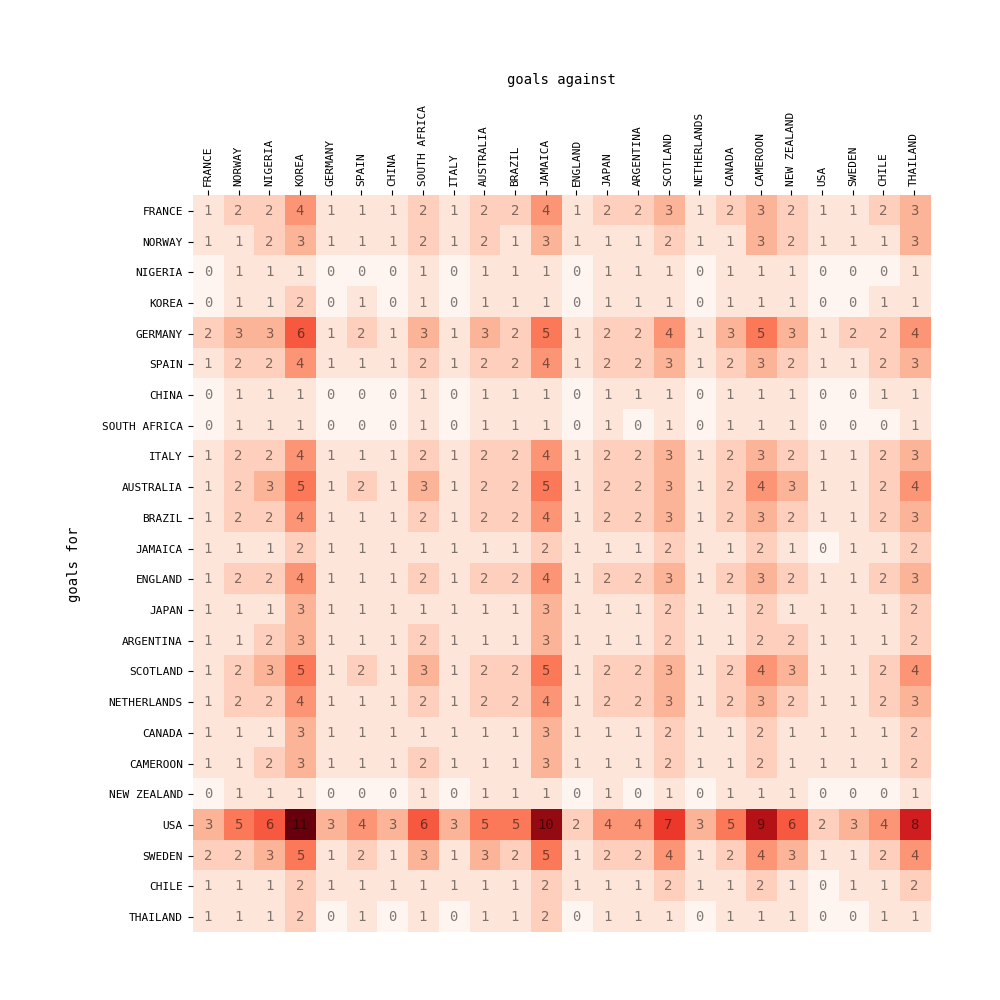 goals against
FRANCE NORWAY NIGERIA KOREA GERMANY SPAIN CHINA SOUTH AFRICA ITALY AUSTRALIA BRAZIL JAMAICA ENGLAND JAPAN ARGENTINA SCOTLAND NETHERLANDS CANADA CAMEROON NEW ZEALAND USA SWEDEN CHILE THAILAND
goals for
FRANCE 1 2 2 4 1 1 1 2 1 2 2 4 1 2 2 3 1 2 3 2 1 1 2 3
NORWAY 1 1 2 3 1 1 1 2 1 2 1 3 1 1 1 2 1 1 3 2 1 1 1 3
NIGERIA 0 1 1 1 0 0 0 1 0 1 1 1 0 1 1 1 0 1 1 1 0 0 0 1
KOREA 0 1 1 2 0 1 0 1 0 1 1 1 0 1 1 1 0 1 1 1 0 0 1 1
GERMANY 2 3 3 6 1 2 1 3 1 3 2 5 1 2 2 4 1 3 5 3 1 2 2 4
SPAIN 1 2 2 4 1 1 1 2 1 2 2 4 1 2 2 3 1 2 3 2 1 1 2 3
CHINA 0 1 1 1 0 0 0 1 0 1 1 1 0 1 1 1 0 1 1 1 0 0 1 1
SOUTH AFRICA 0 1 1 1 0 0 0 1 0 1 1 1 0 1 0 1 0 1 1 1 0 0 0 1
ITALY 1 2 2 4 1 1 1 2 1 2 2 4 1 2 2 3 1 2 3 2 1 1 2 3
AUSTRALIA 1 2 3 5 1 2 1 3 1 2 2 5 1 2 2 3 1 2 4 3 1 1 2 4
BRAZIL 1 2 2 4 1 1 1 2 1 2 2 4 1 2 2 3 1 2 3 2 1 1 2 3
JAMAICA 1 1 1 2 1 1 1 1 1 1 1 2 1 1 1 2 1 1 2 1 0 1 1 2
ENGLAND 1 2 2 4 1 1 1 2 1 2 2 4 1 2 2 3 1 2 3 2 1 1 2 3
JAPAN 1 1 1 3 1 1 1 1 1 1 1 3 1 1 1 2 1 1 2 1 1 1 1 2
ARGENTINA 1 1 2 3 1 1 1 2 1 1 1 3 1 1 1 2 1 1 2 2 1 1 1 2
SCOTLAND 1 2 3 5 1 2 1 3 1 2 2 5 1 2 2 3 1 2 4 3 1 1 2 4
NETHERLANDS 1 2 2 4 1 1 1 2 1 2 2 4 1 2 2 3 1 2 3 2 1 1 2 3
CANADA 1 1 1 3 1 1 1 1 1 1 1 3 1 1 1 2 1 1 2 1 1 1 1 2
CAMEROON 1 1 2 3 1 1 1 2 1 1 1 3 1 1 1 2 1 1 2 1 1 1 1 2
NEW ZEALAND 0 1 1 1 0 0 0 1 0 1 1 1 0 1 0 1 0 1 1 1 0 0 0 1
USA 3 5 6 11 3 4 3 6 3 5 5 10 2 4 4 7 3 5 9 6 2 3 4 8
SWEDEN 2 2 3 5 1 2 1 3 1 3 2 5 1 2 2 4 1 2 4 3 1 1 2 4
CHILE 1 1 1 2 1 1 1 1 1 1 1 2 1 1 1 2 1 1 2 1 0 1 1 2
THAILAND 1 1 1 2 0 1 0 1 0 1 1 2 0 1 1 1 0 1 1 1 0 0 1 1